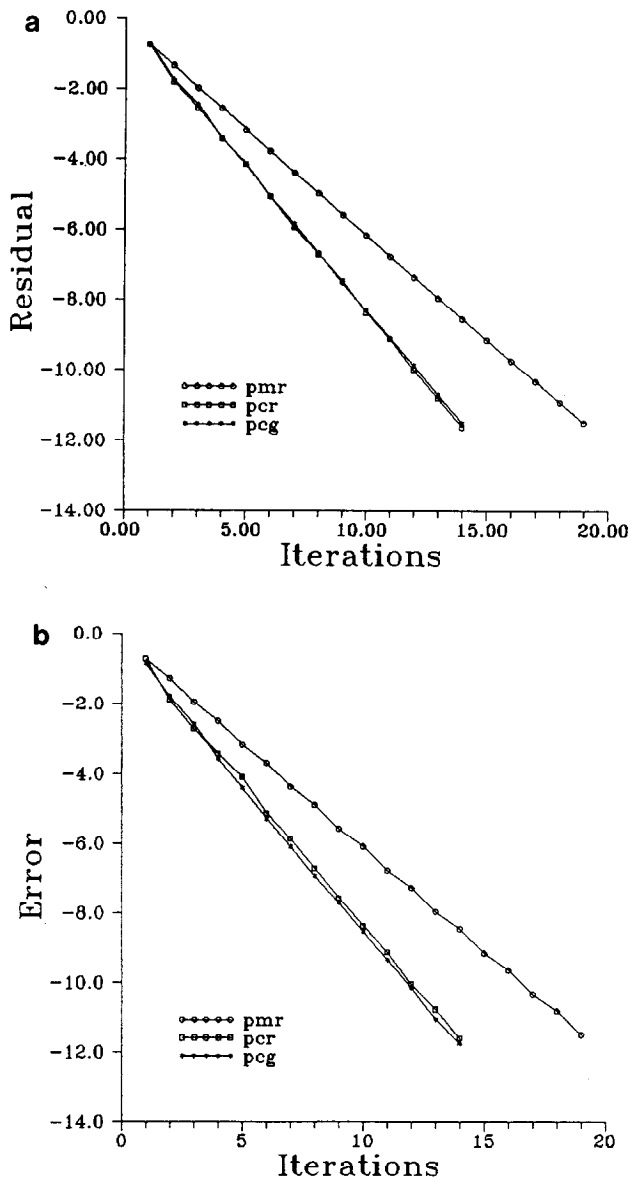 a
0.00
-2.00
-4.00
-6.00
-8.00
-10.00
-12.00
-14.00
Residual
pmr
pcr
pcg
0.00 5.00 10.00 15.00 20.00
Iterations
b
0.0
-2.0
-4.0
-6.0
-8.0
-10.0
-12.0
-14.0
Error
pmr
pcr
pcg
0 5 10 15 20
Iterations